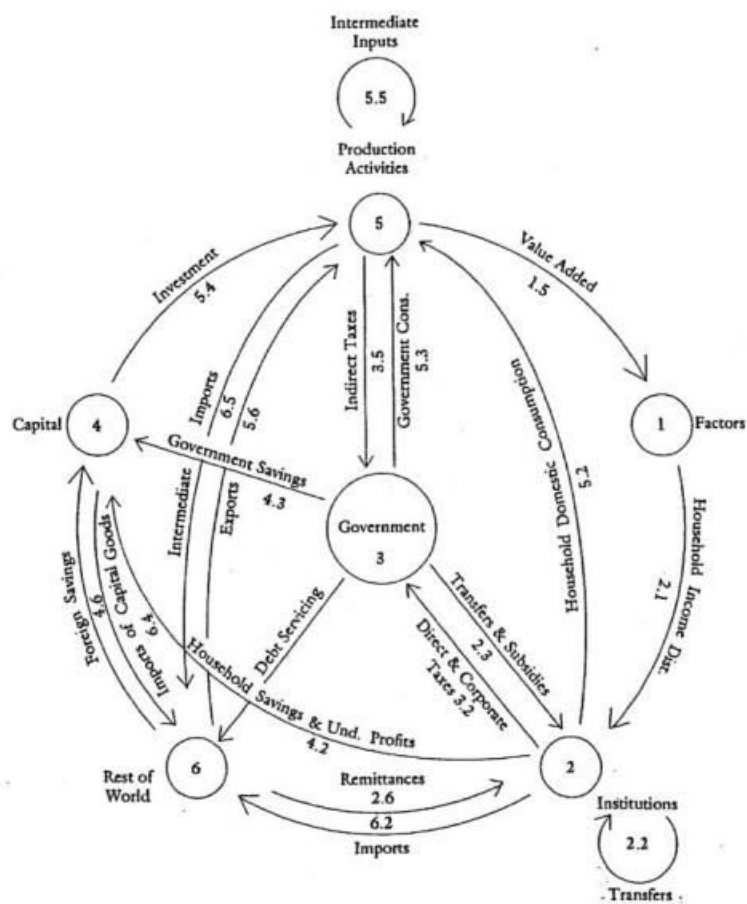 Intermediate
Inputs
5.5
Production
Activities
5
Investment
5.4
Value Added
1.5
Imports
6.5
5.6
Indirect Taxes
3.5
Government Cons.
5.3
Household Domestic Consumption
5.2
Capital
4
1
Factors
Government Savings
4.3
Intermediate
Exports
Government
3
Household Income Dist.
2.1
Foreign Savings
4.6
Imports of Capital Goods
6.4
Debt Servicing
Transfers & Subsidies
2.3
Direct & Corporate
Taxes 3.2
Household Savings & Und. Profits
4.2
Rest of
World
6
Remittances
2.6
6.2
Imports
2
Institutions
2.2
Transfers